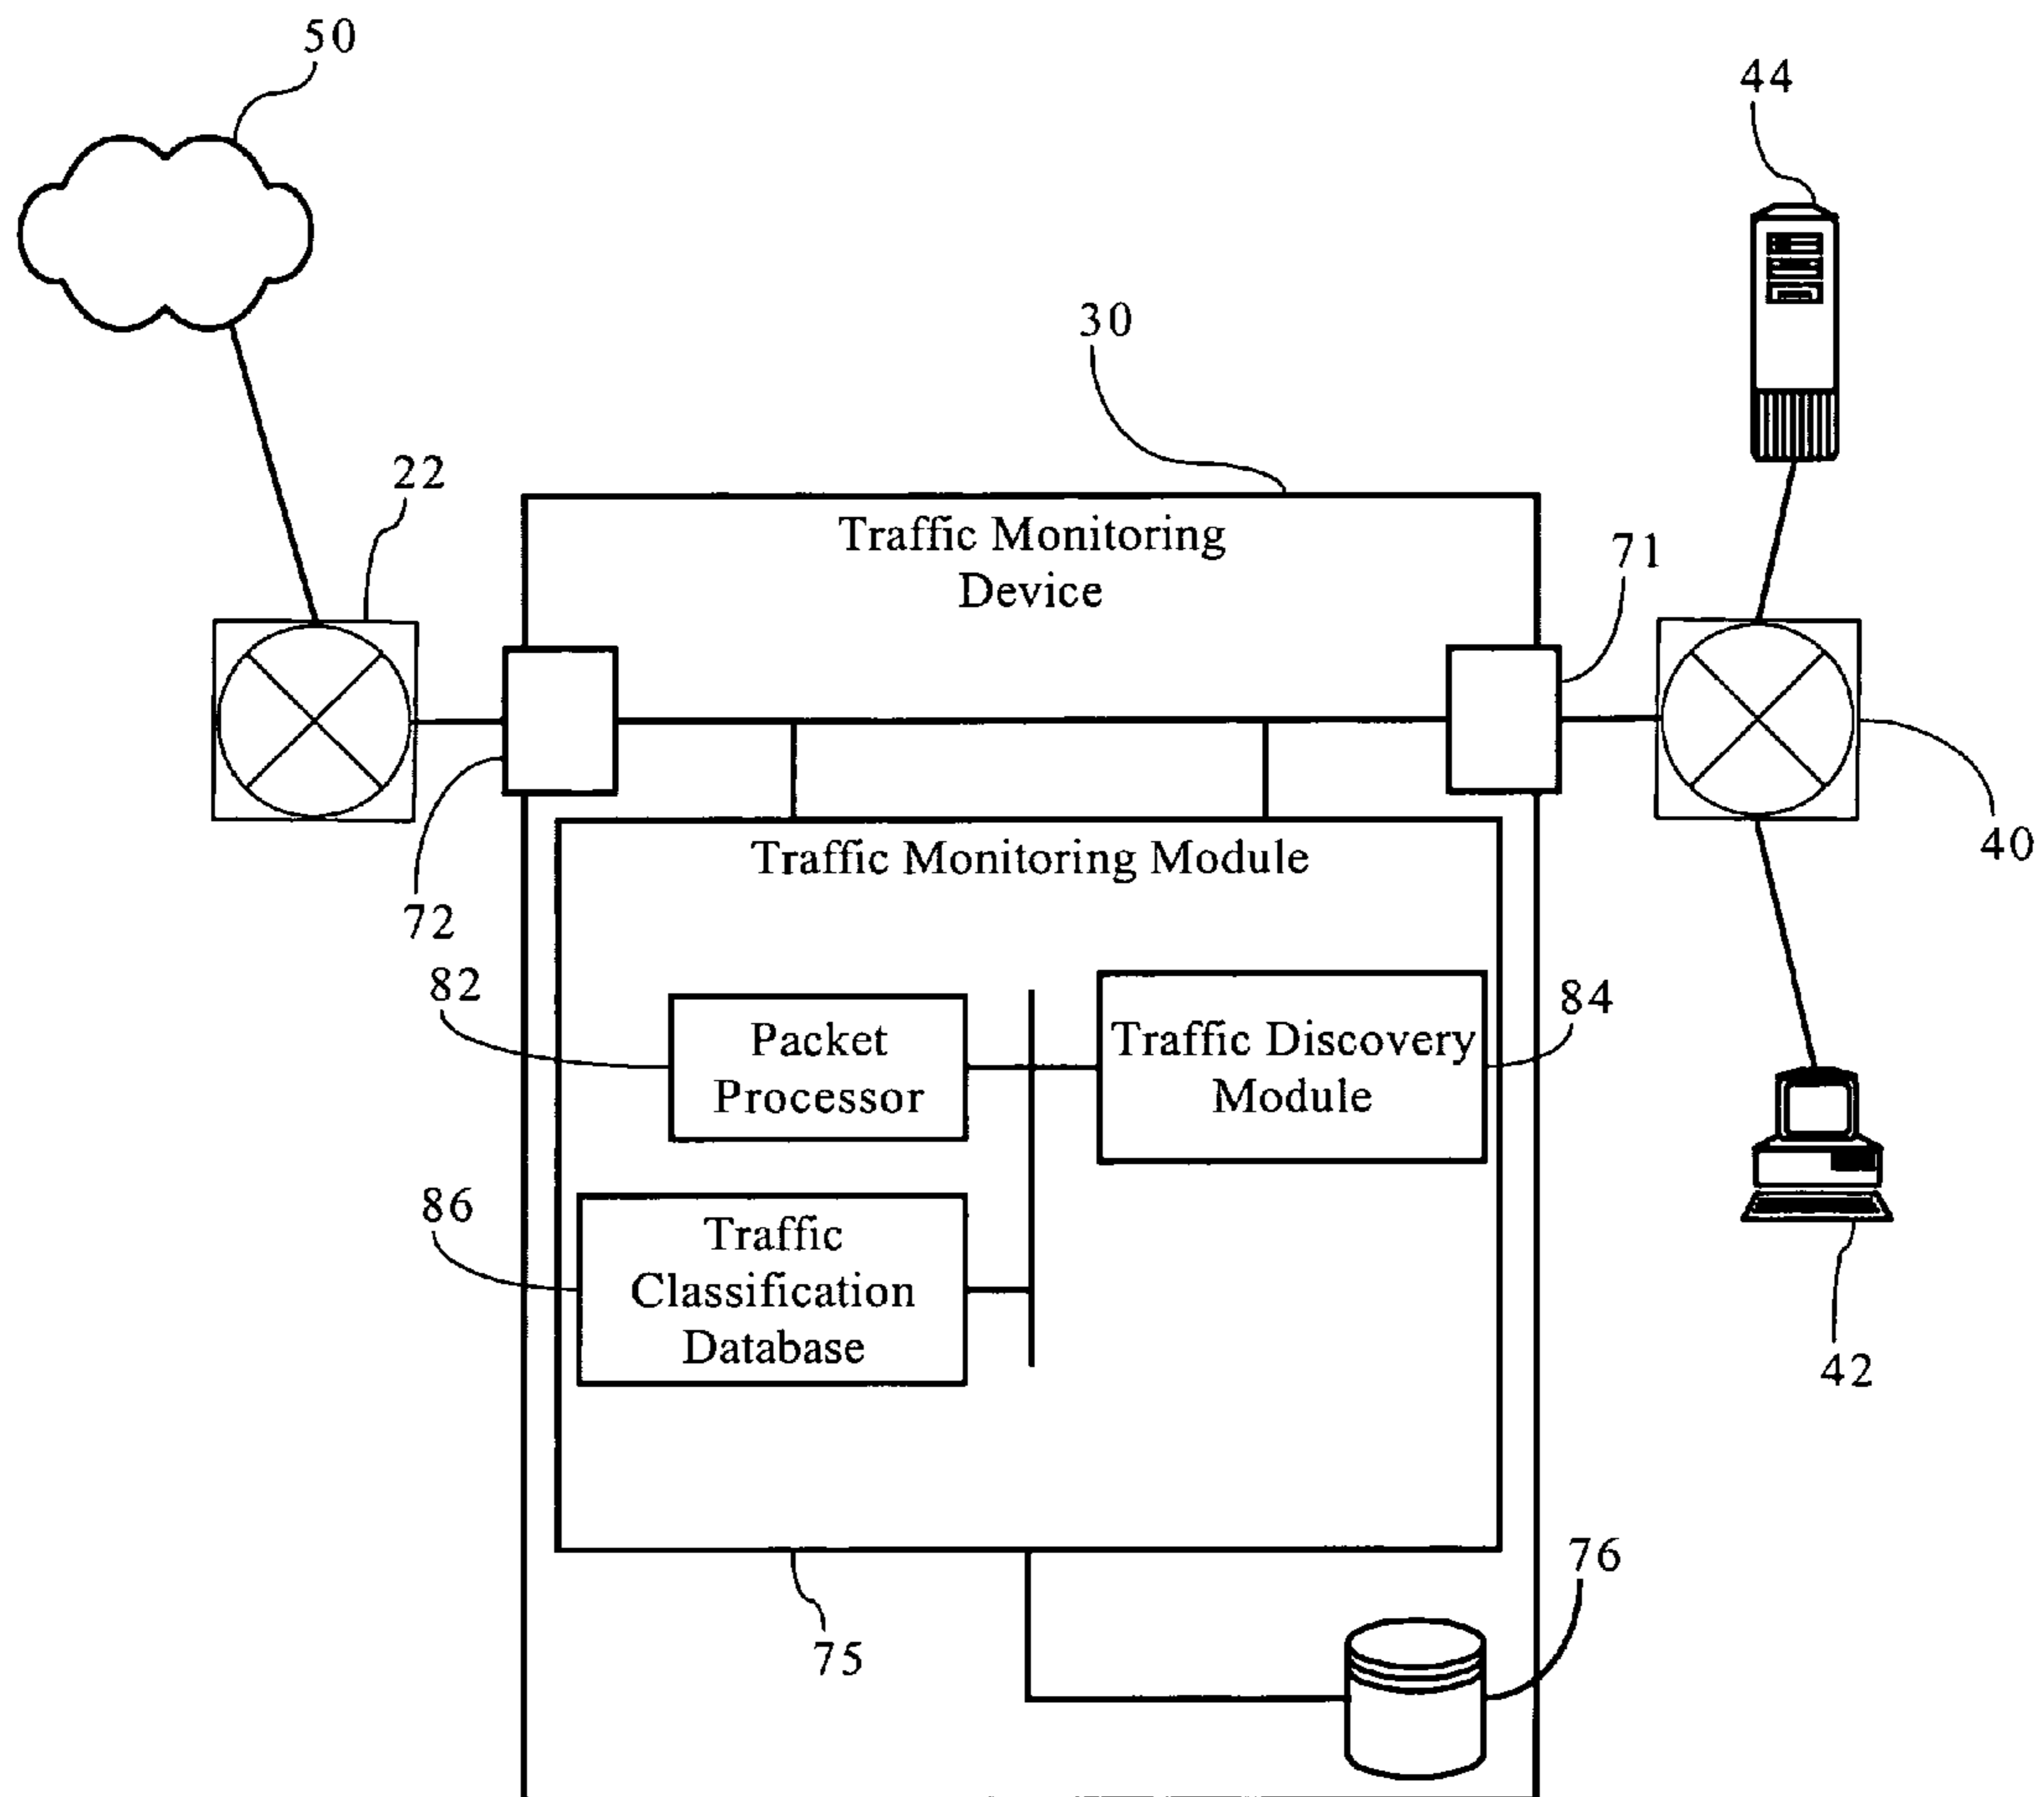 50
44
30
22
Traffic Monitoring
Device
71
72
40
Traffic Monitoring Module
82
Packet
Processor
Traffic Discovery
Module
84
86
Traffic
Classification
Database
42
75
76